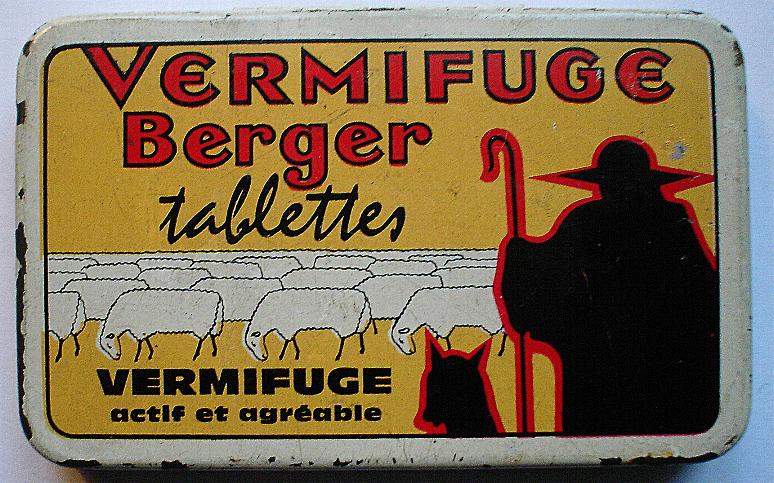 VERMIFUGE
Berger
tablettes
VERMIFUGE
actif et agréable